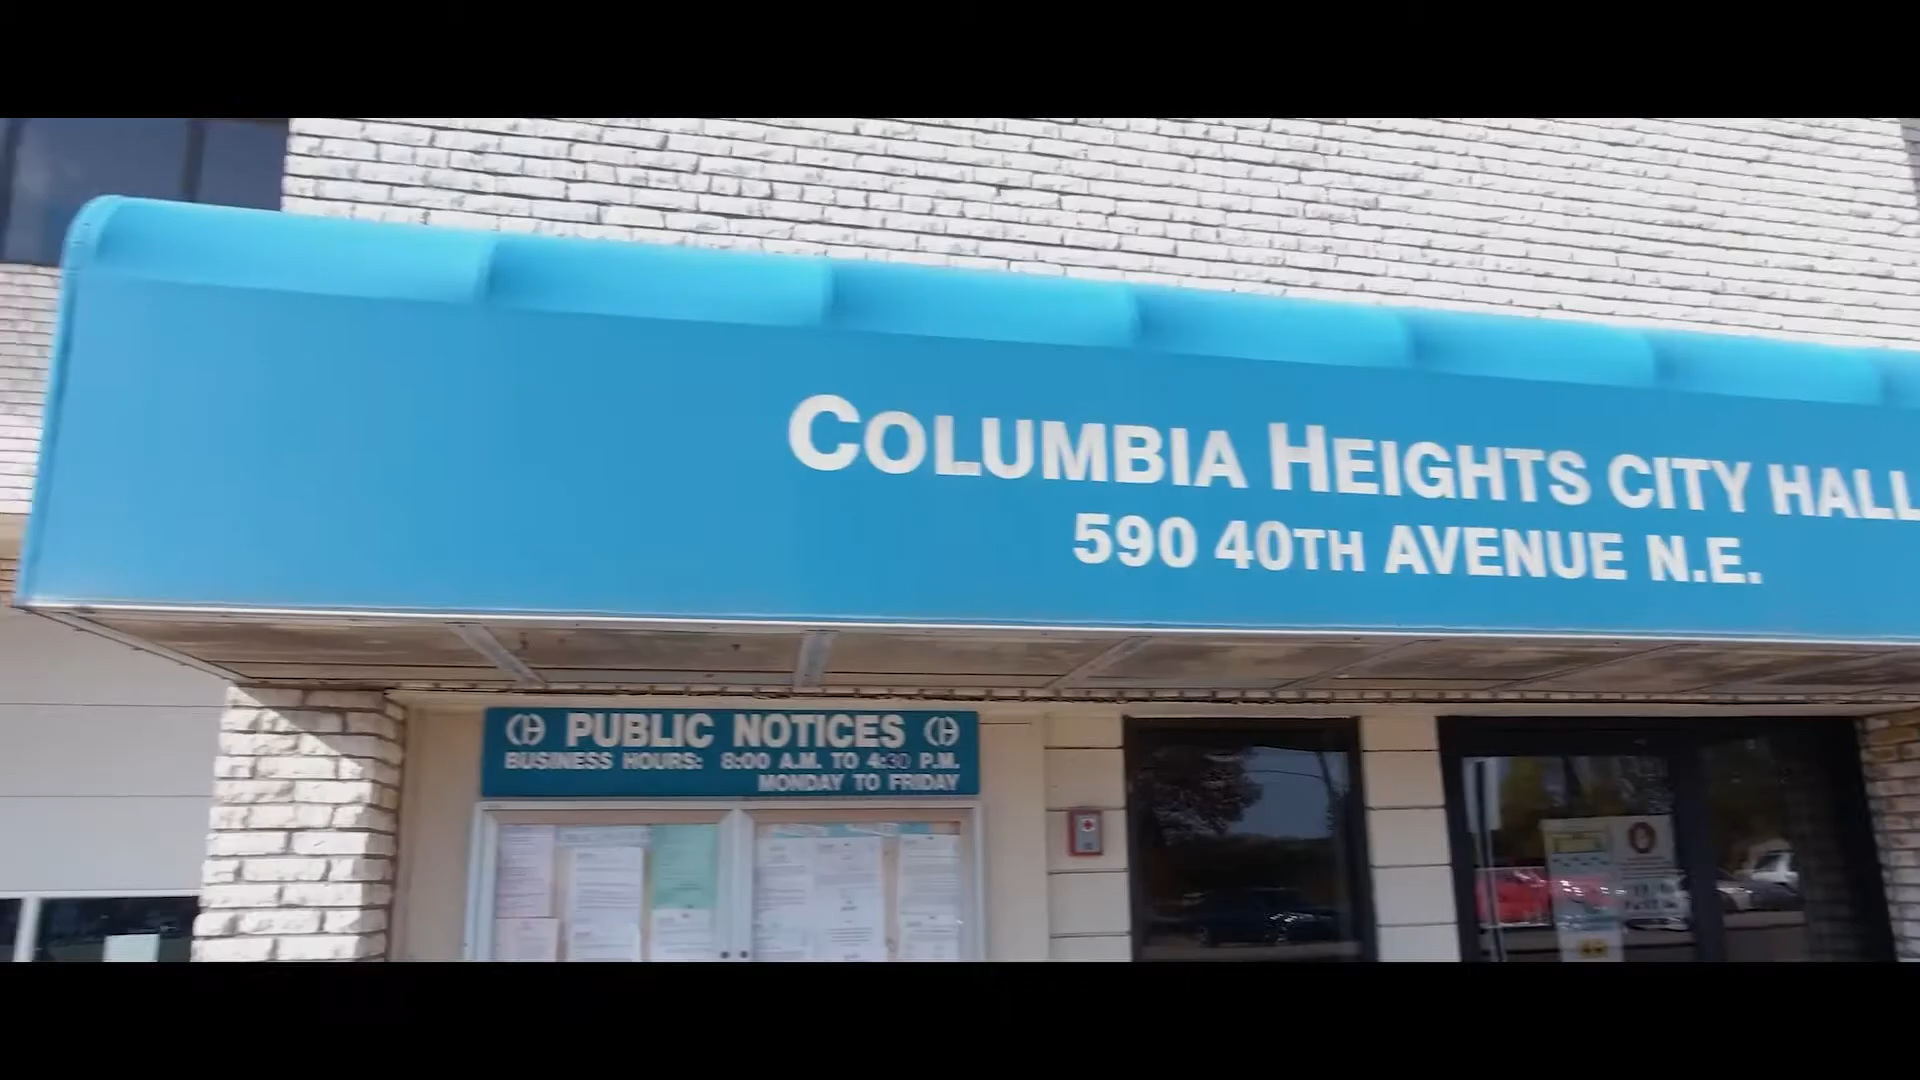 COLUMBIA HEIGHTS CITY HALL
590 40TH AVENUE N.E.
PUBLIC NOTICES
BUSINESS HOURS: 8:00 A.M. TO 4:30 P.M.
MONDAY TO FRIDAY